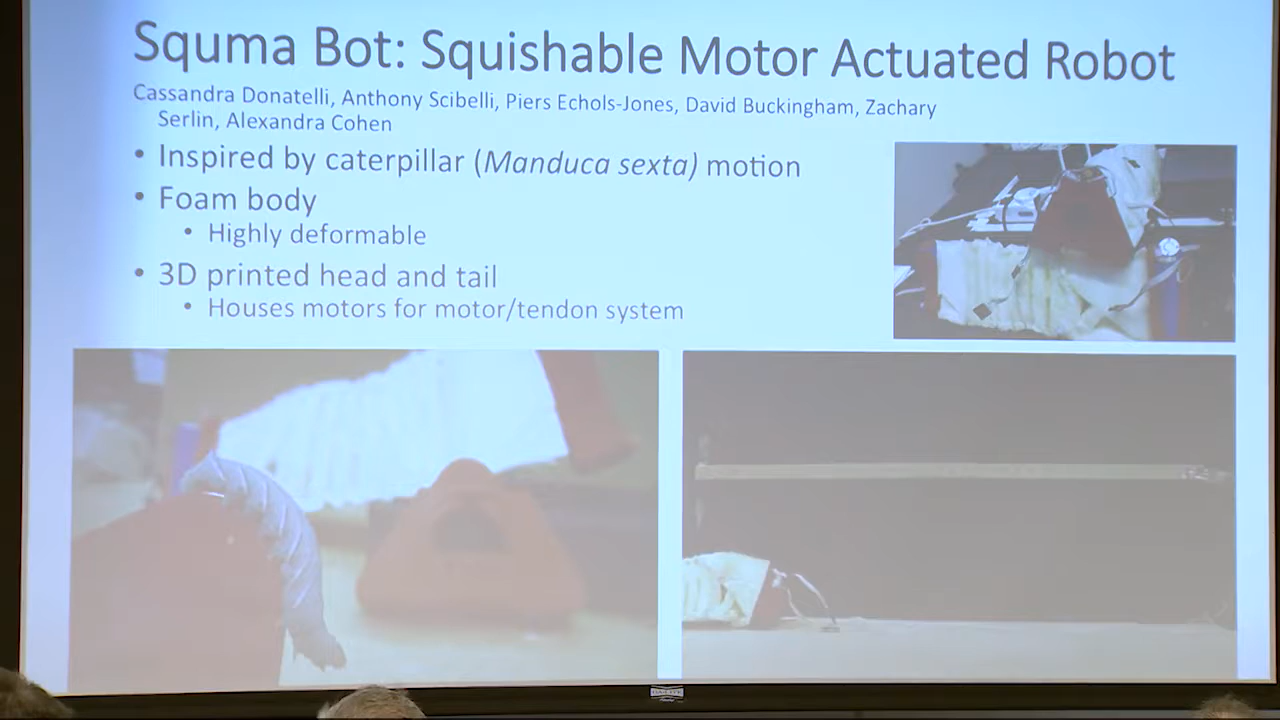 Squma Bot: Squishable Motor Actuated Robot
Cassandra Donatelli, Anthony Scibelli, Piers Echols-Jones, David Buckingham, Zachary
Serlin, Alexandra Cohen
• Inspired by caterpillar (Manduca sexta) motion
• Foam body
• Highly deformable
• 3D printed head and tail
• Houses motors for motor/tendon system